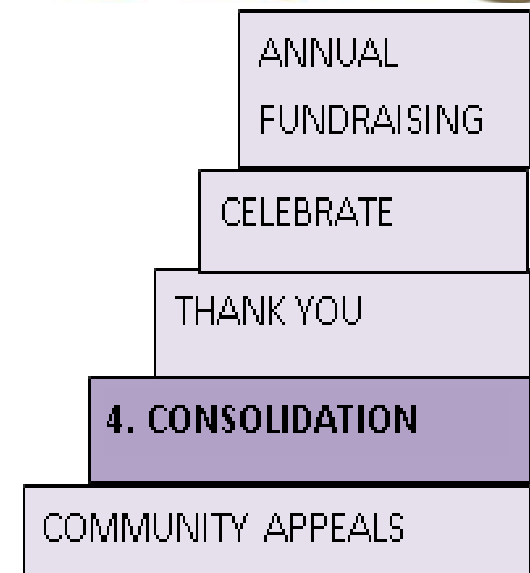 ANNUAL
FUNDRAISING
CELEBRATE
THANK YOU
4. CONSOLIDATION
COMMUNITY APPEALS